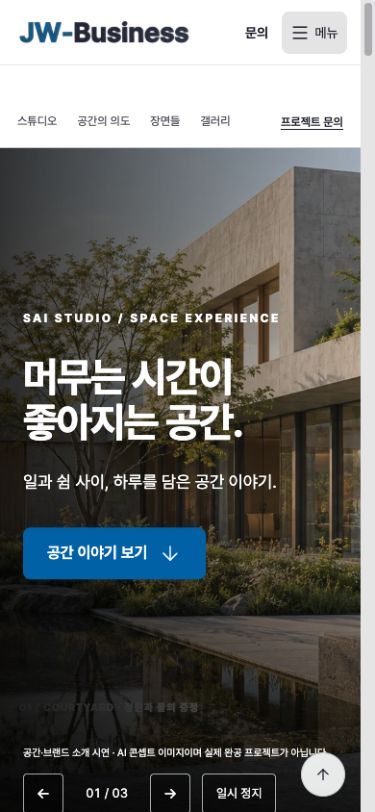 JW-Business
문의
메뉴
스튜디오 공간의 의도 장면들 갤러리 프로젝트 문의
SAI STUDIO / SPACE EXPERIENCE
머무는 시간이
좋아지는 공간.
일과 쉼 사이, 하루를 담은 공간 이야기.
공간 이야기 보기
01 / COURTYARD
공간·브랜드 소개 시연 · AI 콘셉트 이미지이며 실제 완공 프로젝트가 아닙니다.
01 / 03
일시 정지